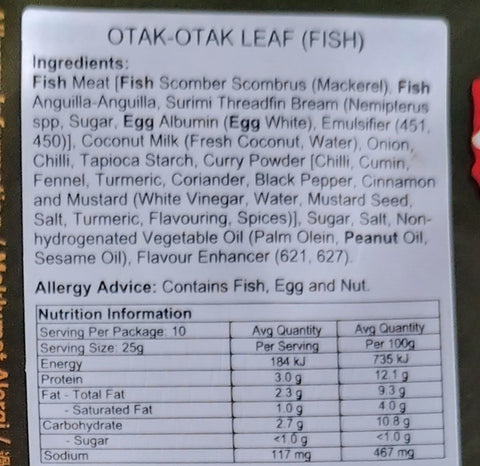 OTAK-OTAK LEAF (FISH)
Ingredients:
Fish Meat [Fish Scomber Scombrus (Mackerel), Fish
Anguilla-Anguilla, Surimi Threadfin Bream (Nemipterus
spp, Sugar, Egg Albumin (Egg White), Emulsifier (451,
450)], Coconut Milk (Fresh Coconut, Water), Onion,
Chilli, Tapioca Starch, Curry Powder [Chilli, Cumin,
Fennel, Turmeric, Coriander, Black Pepper, Cinnamon
and Mustard (White Vinegar, Water, Mustard Seed,
Salt, Turmeric, Flavouring, Spices)], Sugar, Salt, Non-
hydrogenated Vegetable Oil (Palm Olein, Peanut Oil,
Sesame Oil), Flavour Enhancer (621, 627).
Allergy Advice: Contains Fish, Egg and Nut.
Nutrition Information
Serving Per Package: 10 Avg Quantity Avg Quantity
Serving Size: 25g Per Serving Per 100g
Energy 184 kJ 735 kJ
Protein 3.0 g 12.1 g
Fat - Total Fat 2.3 g 9.3 g
- Saturated Fat 1.0 g 4.0 g
Carbohydrate 2.7 g 10.8 g
- Sugar <1.0 g <1.0 g
Sodium 117 mg 467 mg